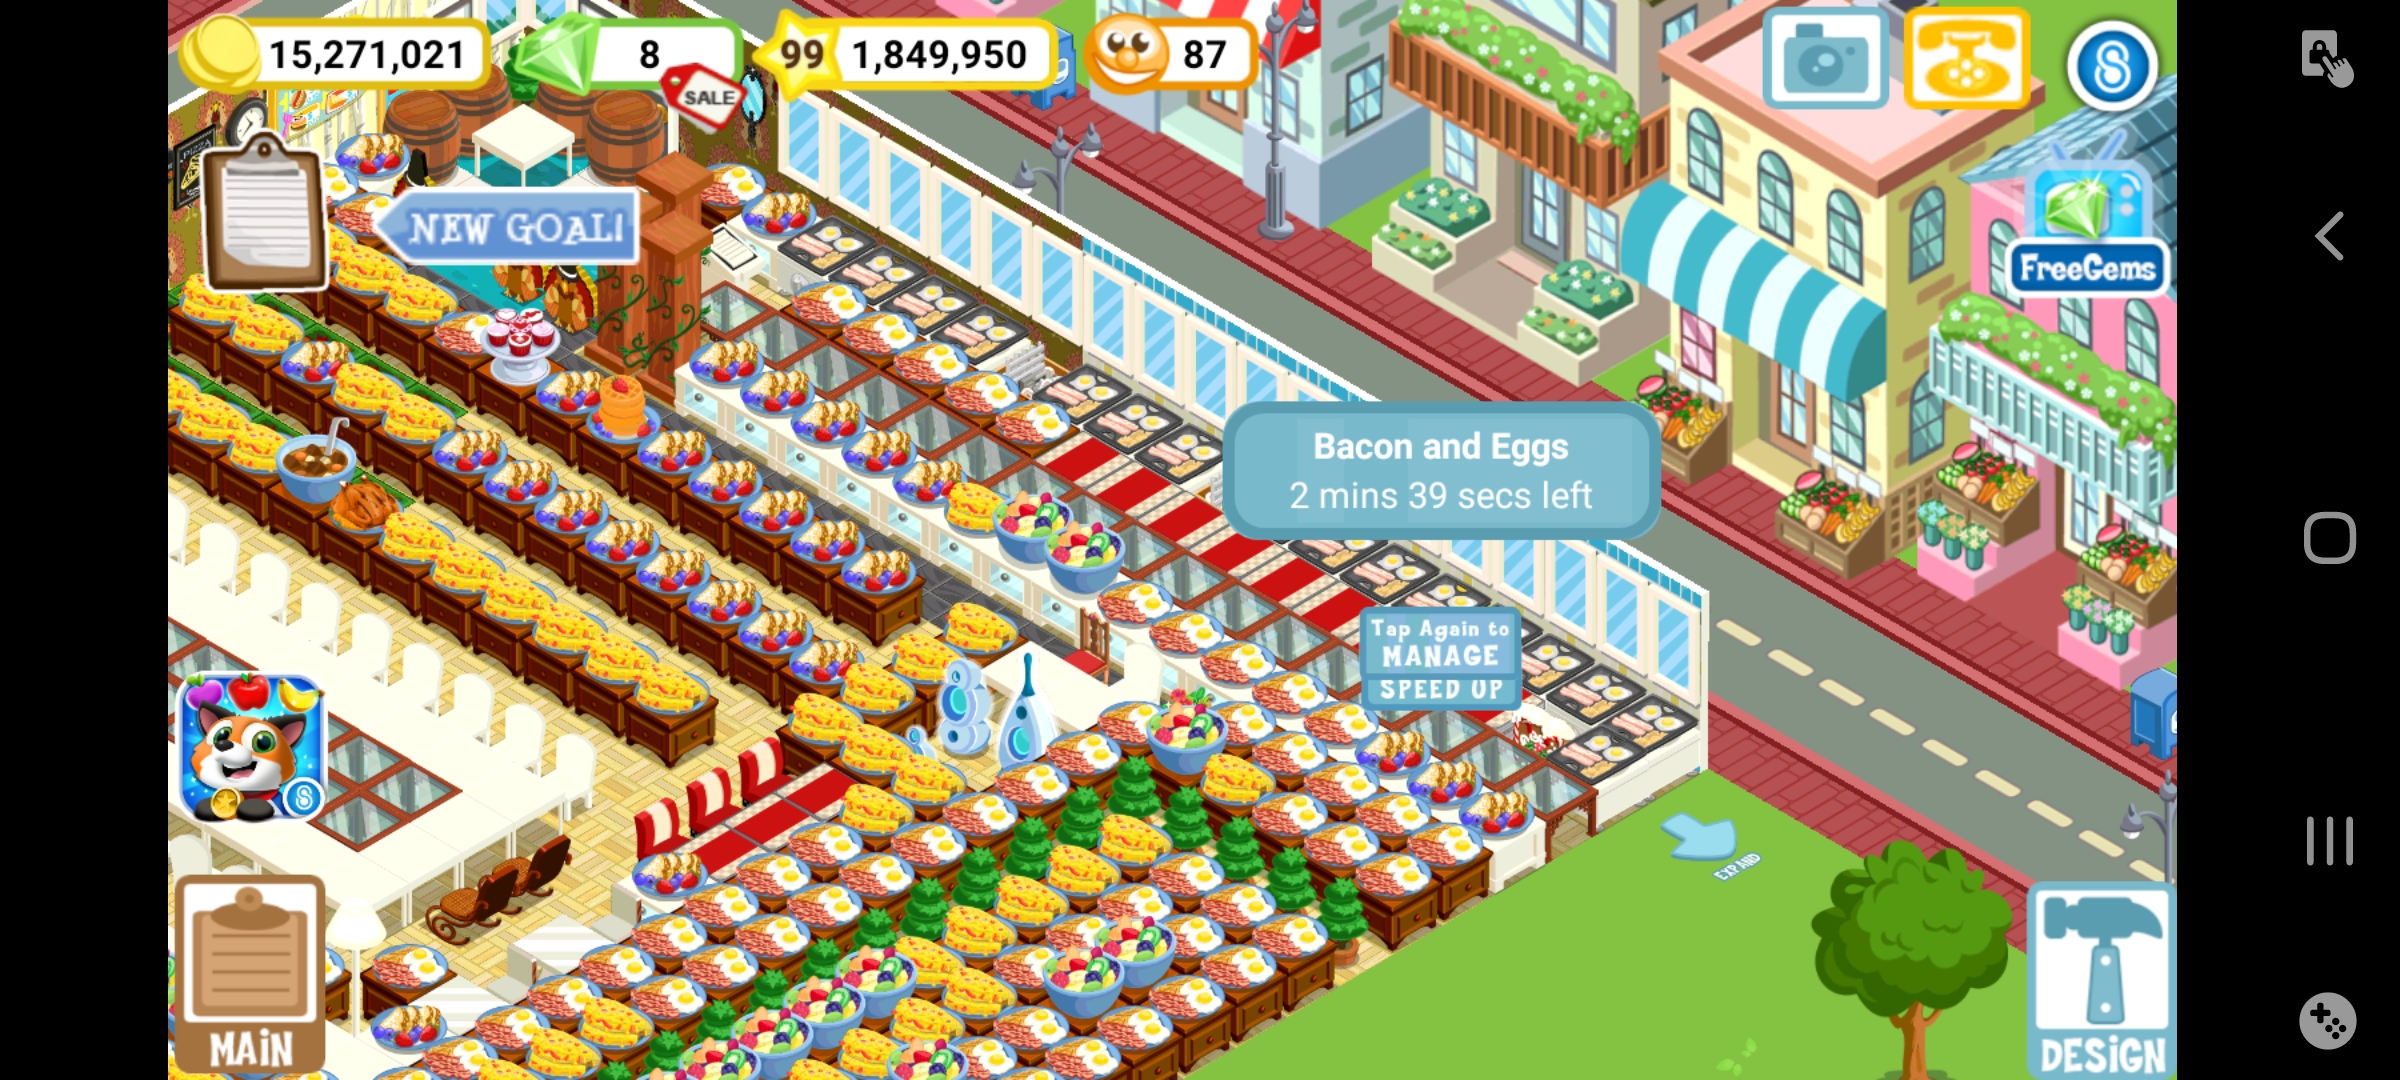 15,271,021
8
SALE
99
1,849,950
87
PIZZA
NEW GOAL!
FreeGems
Bacon and Eggs
2 mins 39 secs left
Tap Again to
MANAGE
SPEED UP
EXPAND
MAIN
DESIGN